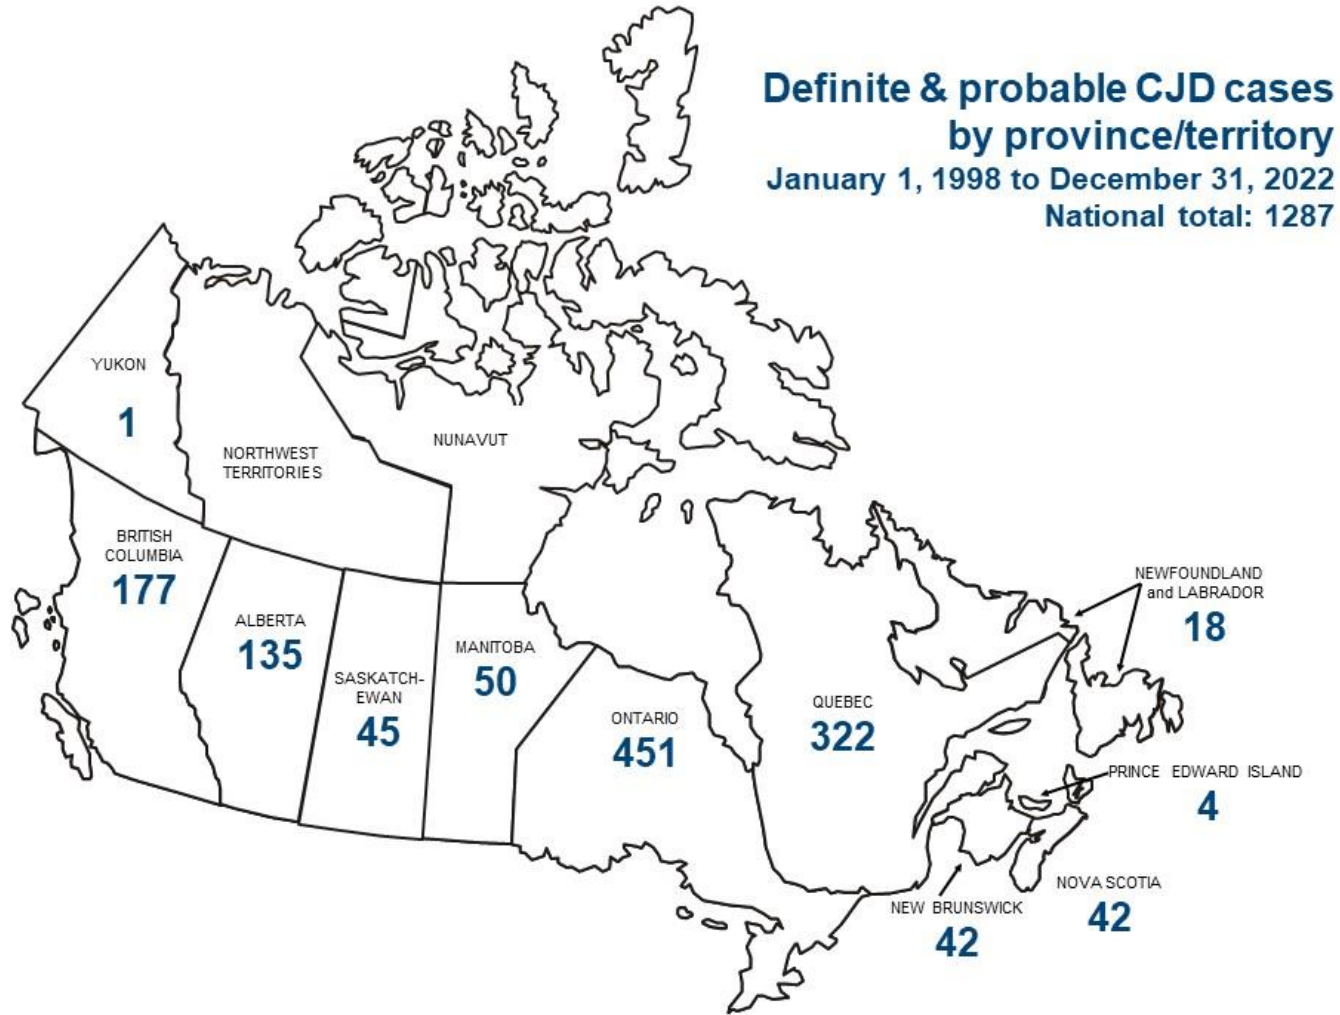 Definite & probable CJD cases
by province/territory
January 1, 1998 to December 31, 2022
National total: 1287
YUKON
1
NORTHWEST
TERRITORIES
NUNAVUT
BRITISH
COLUMBIA
177
ALBERTA
135
SASKATCH-
EWAN
45
MANITOBA
50
ONTARIO
451
QUEBEC
322
NEWFOUNDLAND
and LABRADOR
18
PRINCE EDWARD ISLAND
4
NOVA SCOTIA
42
NEW BRUNSWICK
42